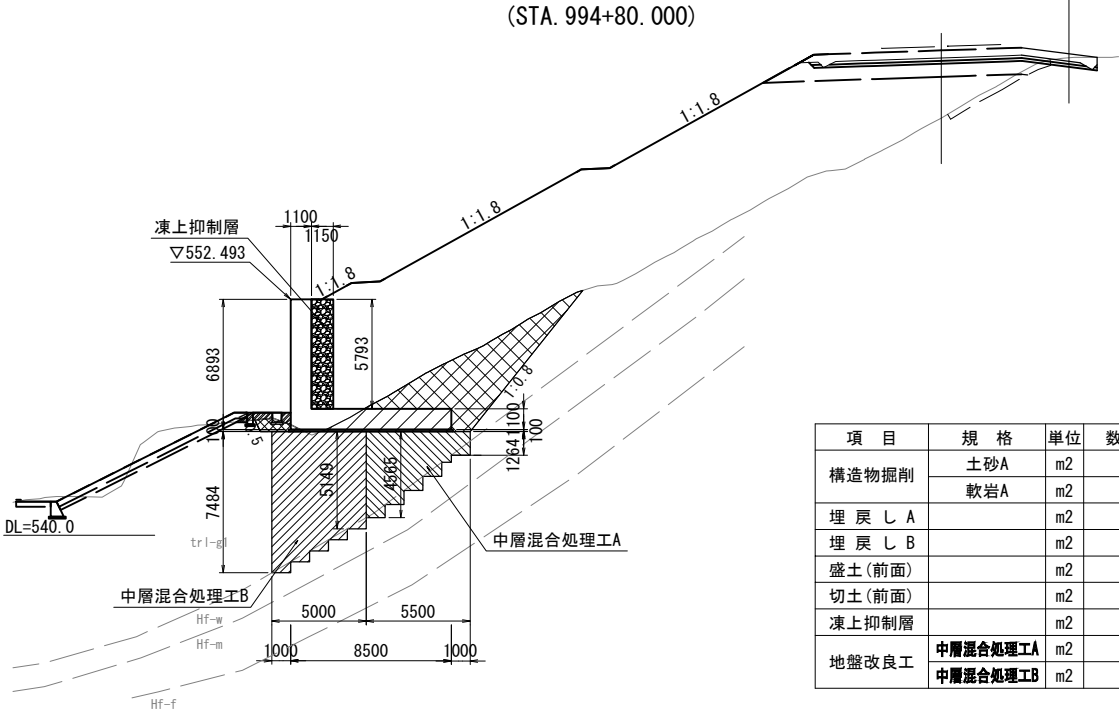 (STA. 994+80.000)
1:1.8
1:1.8
1:1.8
凍上抑制層
▽552.493
1100
1150
6893
5793
1:0.8
1100
100
1264
5149
4565
7484
DL=540.0
trl-g1
中層混合処理工A
中層混合処理工B
5000 5500
1000 8500 1000
Hf-w
Hf-m
Hf-f
項 目 規 格 単位 数
構造物掘削 土砂A m2
軟岩A m2
埋 戻 し A m2
埋 戻 し B m2
盛土(前面) m2
切土(前面) m2
凍上抑制層 m2
地盤改良工 中層混合処理工A m2
中層混合処理工B m2